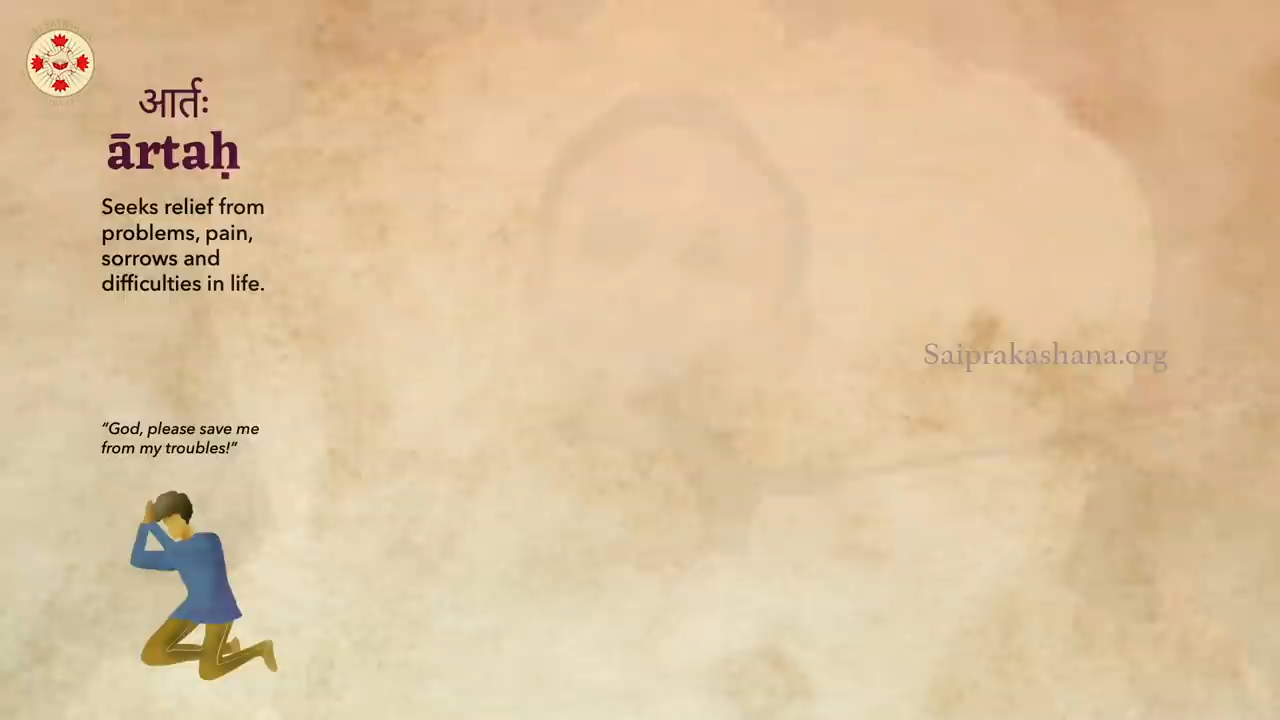 आर्तः
ārtaḥ
Seeks relief from
problems, pain,
sorrows and
difficulties in life.
“God, please save me
from my troubles!”
Saiprakashana.org